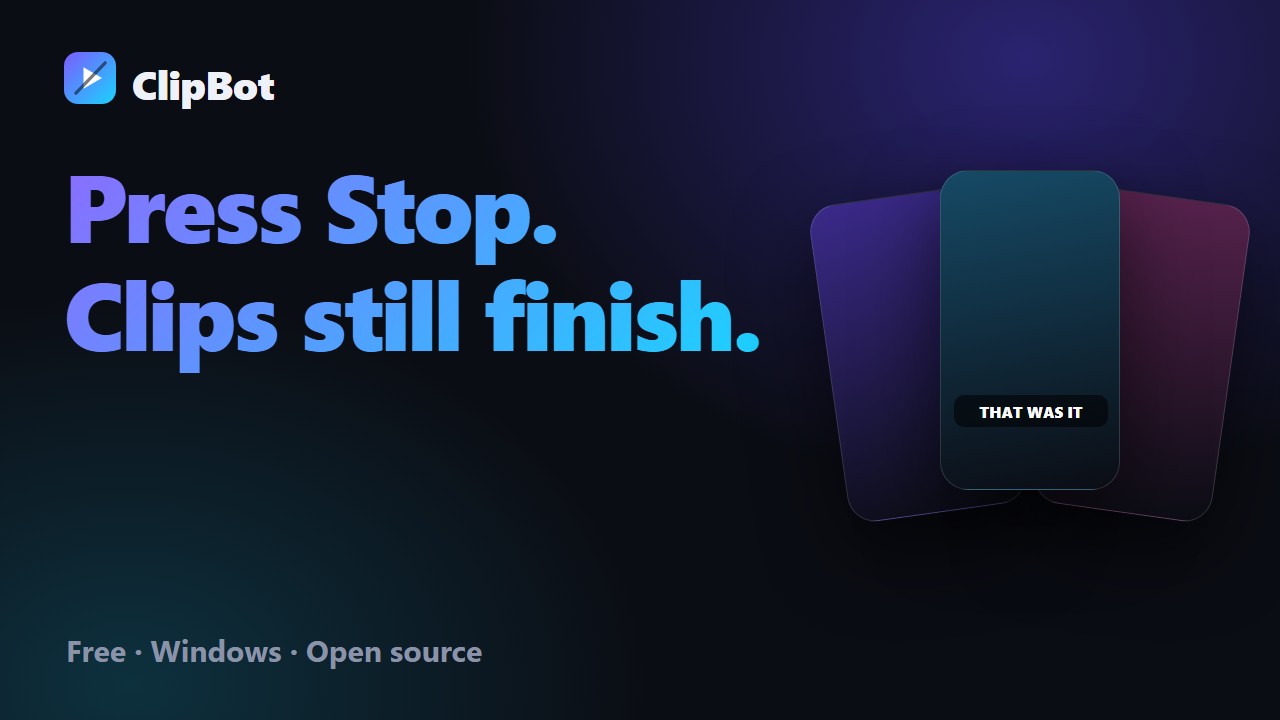 ClipBot
Press Stop.
Clips still finish.
THAT WAS IT
Free · Windows · Open source